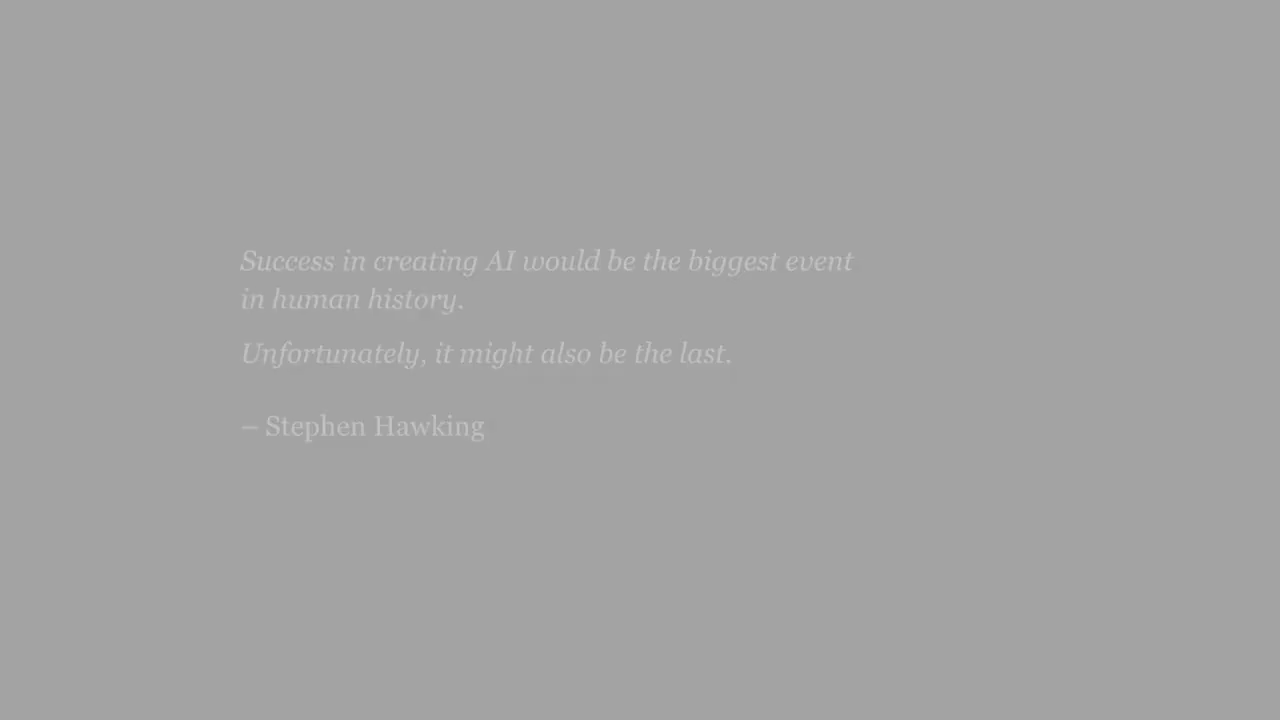 Success in creating AI would be the biggest event
in human history.
Unfortunately, it might also be the last.
– Stephen Hawking